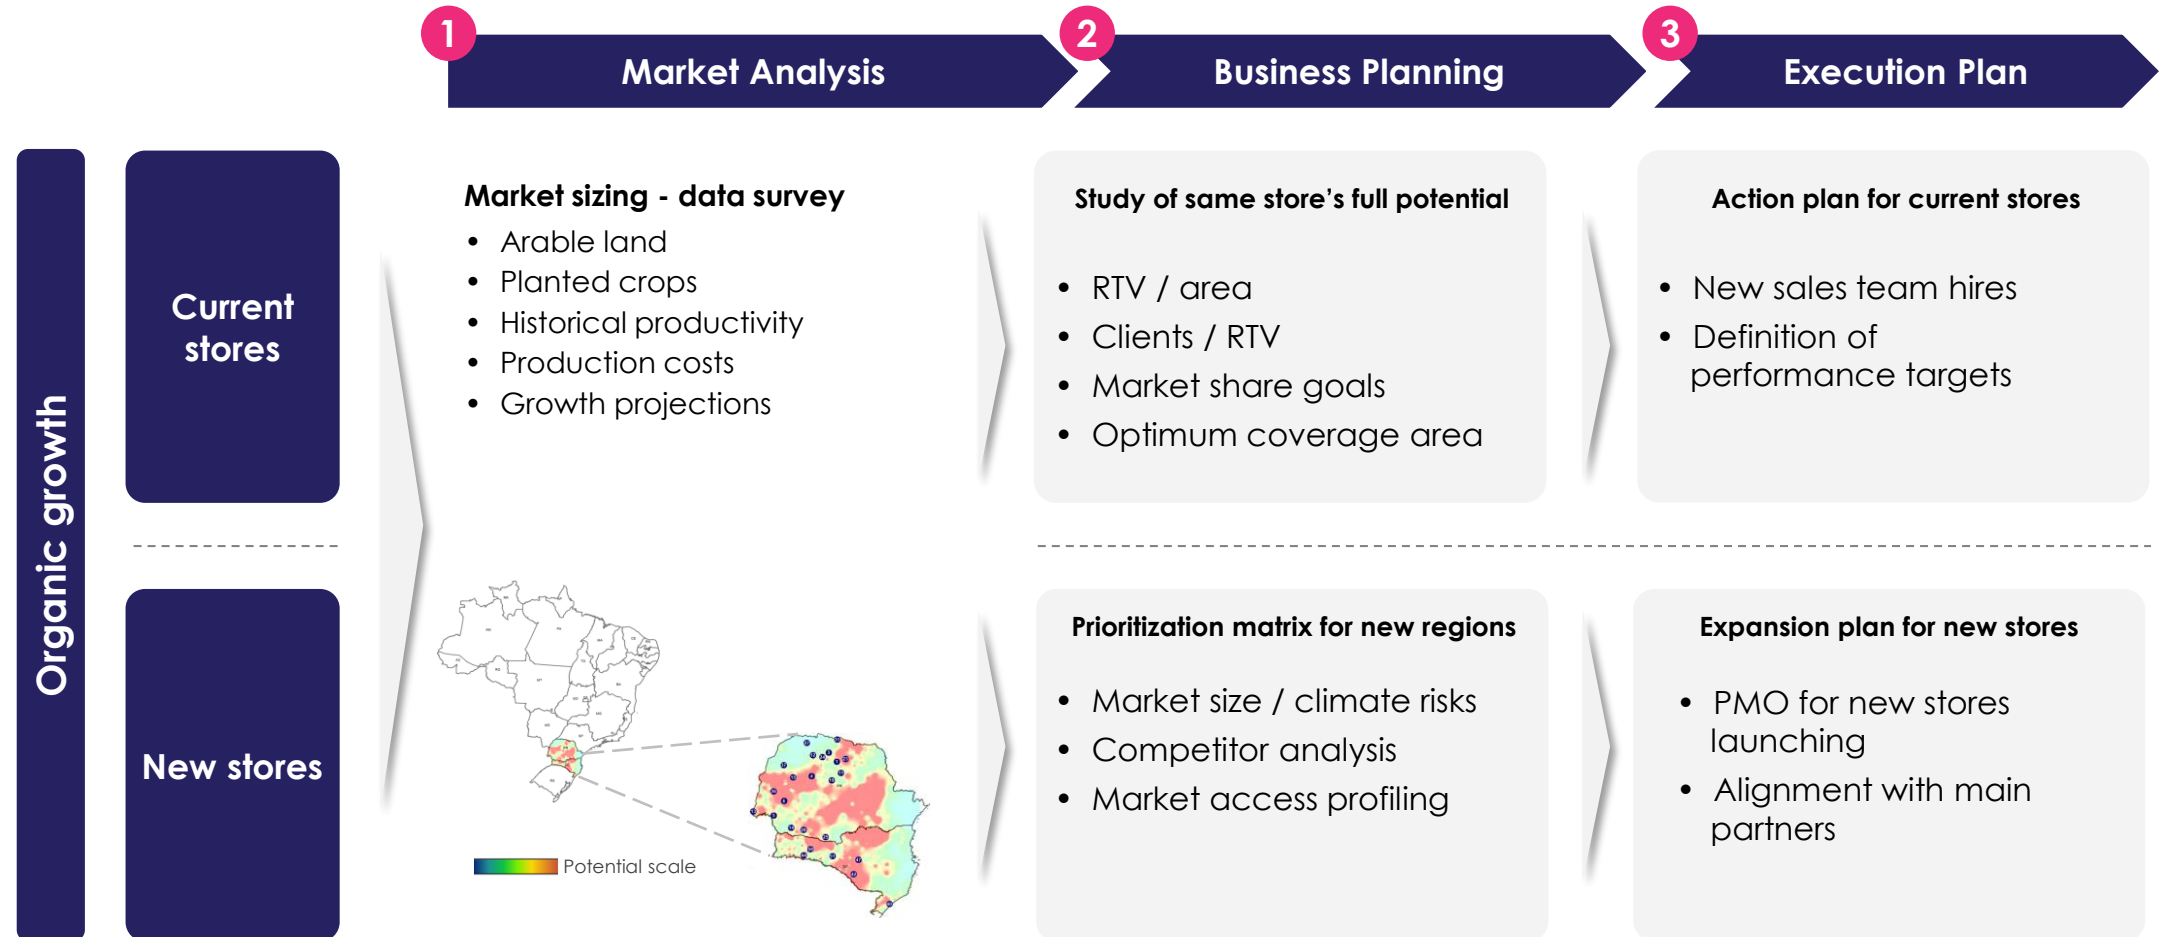 1
Market Analysis
2
Business Planning
3
Execution Plan
Organic growth
Current
stores
Market sizing - data survey
• Arable land
• Planted crops
• Historical productivity
• Production costs
• Growth projections
Study of same store's full potential
• RTV / area
• Clients / RTV
• Market share goals
• Optimum coverage area
Action plan for current stores
• New sales team hires
• Definition of
performance targets
New stores
Potential scale
Prioritization matrix for new regions
• Market size / climate risks
• Competitor analysis
• Market access profiling
Expansion plan for new stores
• PMO for new stores
launching
• Alignment with main
partners